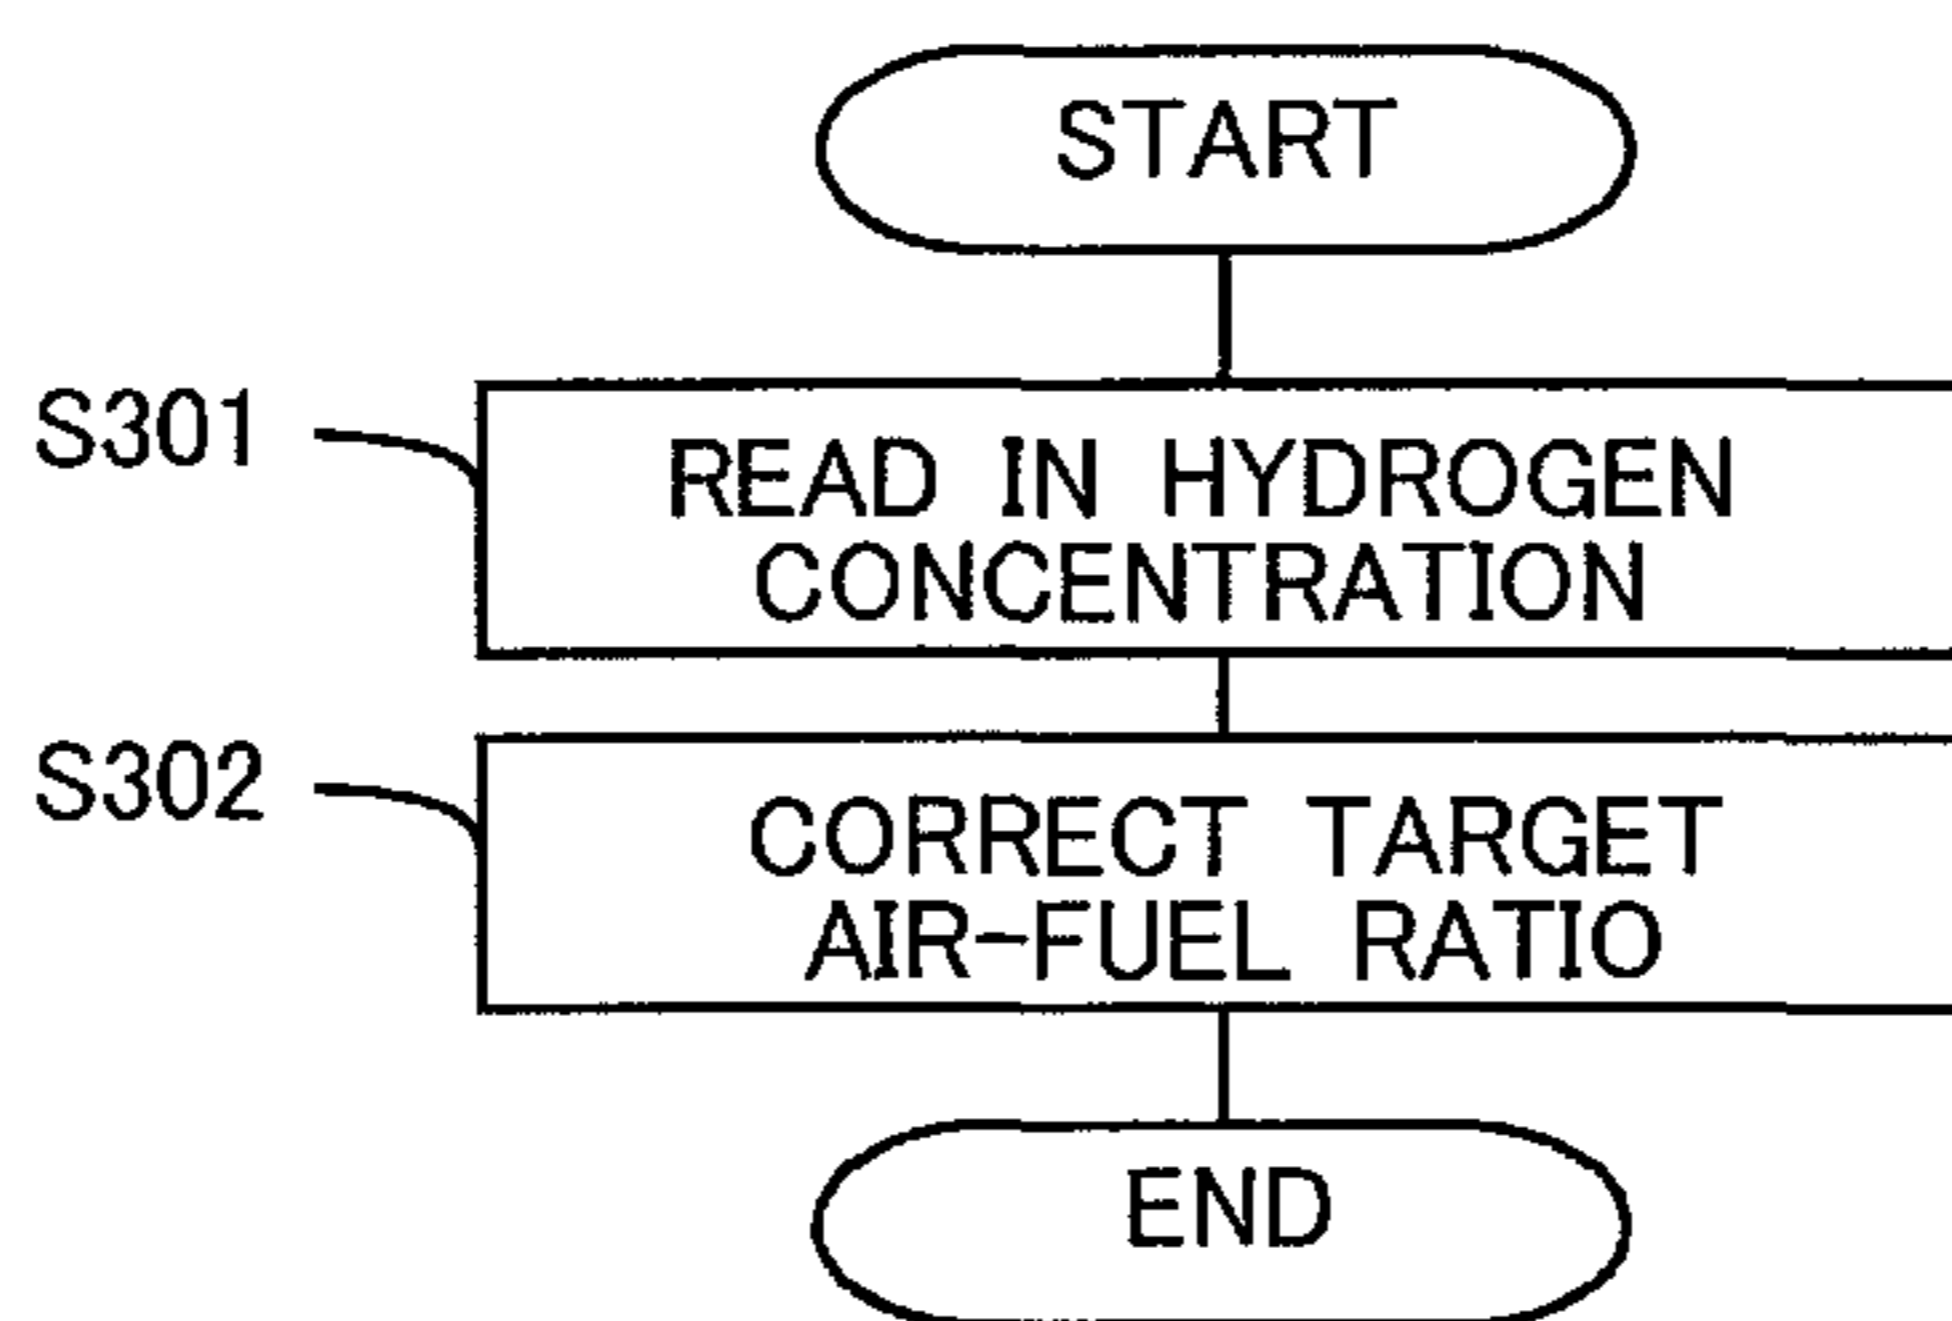 START
S301
READ IN HYDROGEN
CONCENTRATION
S302
CORRECT TARGET
AIR-FUEL RATIO
END